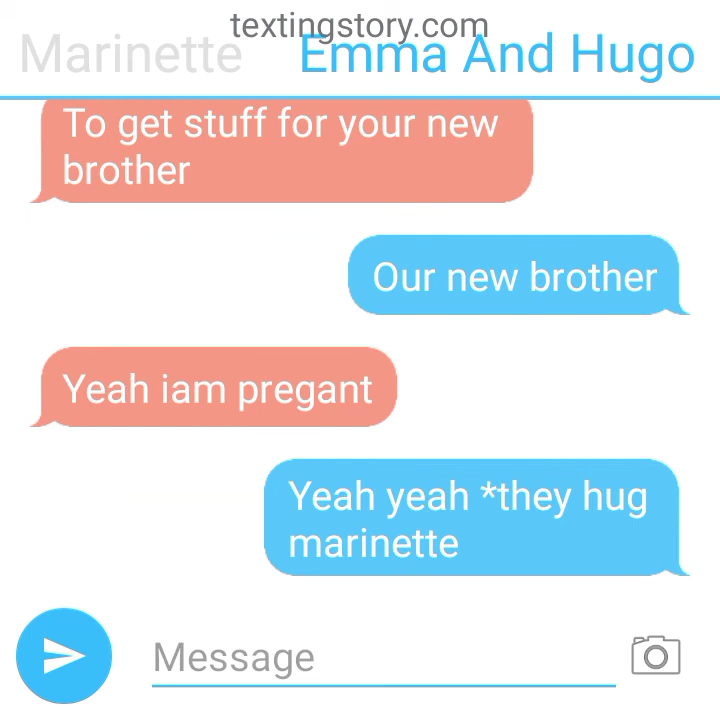 textingstory.com
Marinette Emma And Hugo
To get stuff for your new
brother
Our new brother
Yeah iam pregant
Yeah yeah *they hug
marinette
Message